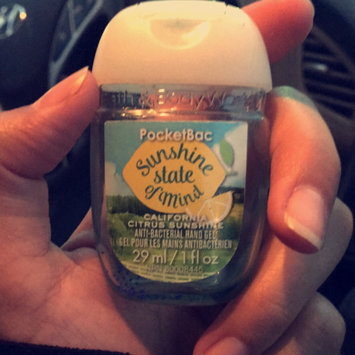 PocketBac
Sunshine
state
of Mind
CALIFORNIA
CITRUS SUNSHINE
ANTI-BACTERIAL HAND GEL
GEL POUR LES MAINS ANTIBACTÉRIEN
29 ml / 1 fl oz